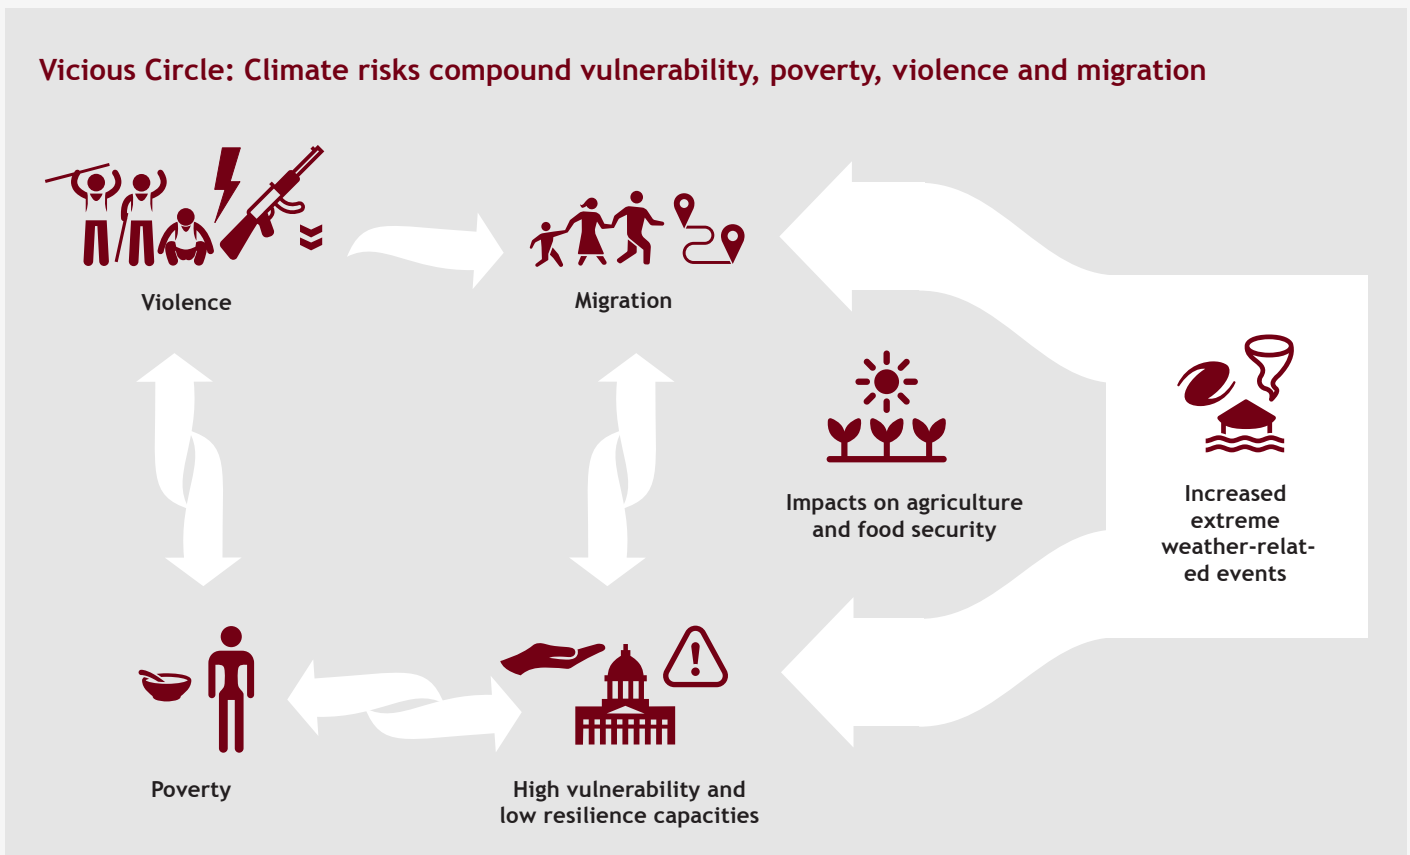 Vicious Circle: Climate risks compound vulnerability, poverty, violence and migration
Violence
Migration
Impacts on agriculture
and food security
Increased
extreme
weather-relat-
ed events
Poverty
High vulnerability and
low resilience capacities